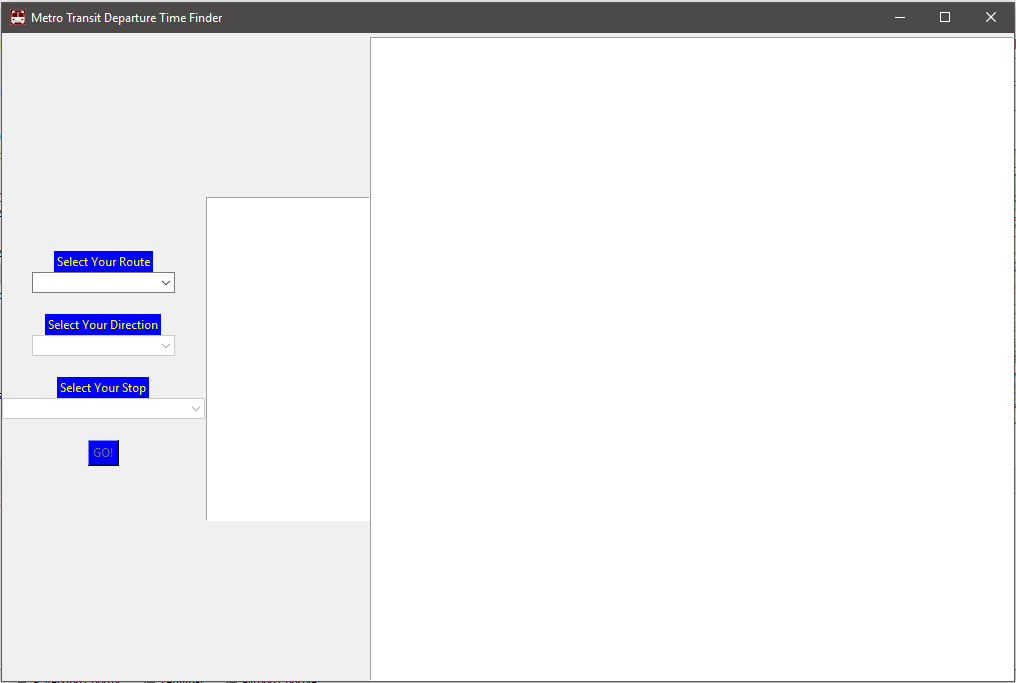 Metro Transit Departure Time Finder
Select Your Route
Select Your Direction
Select Your Stop
GO!